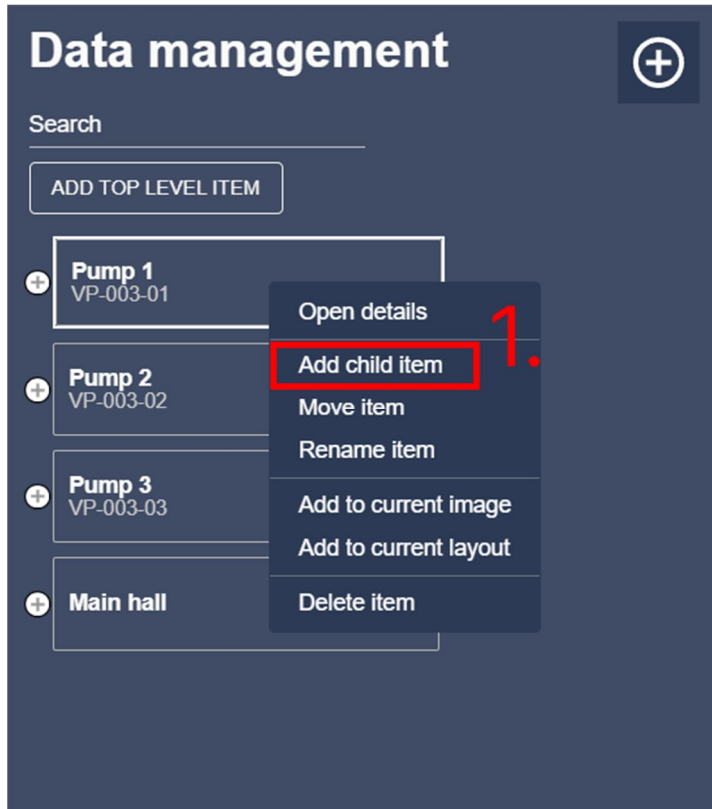 Data management
Search
ADD TOP LEVEL ITEM
Pump 1
VP-003-01
Open details
1.
Add child item
Pump 2
VP-003-02
Move item
Rename item
Pump 3
VP-003-03
Add to current image
Add to current layout
Main hall
Delete item